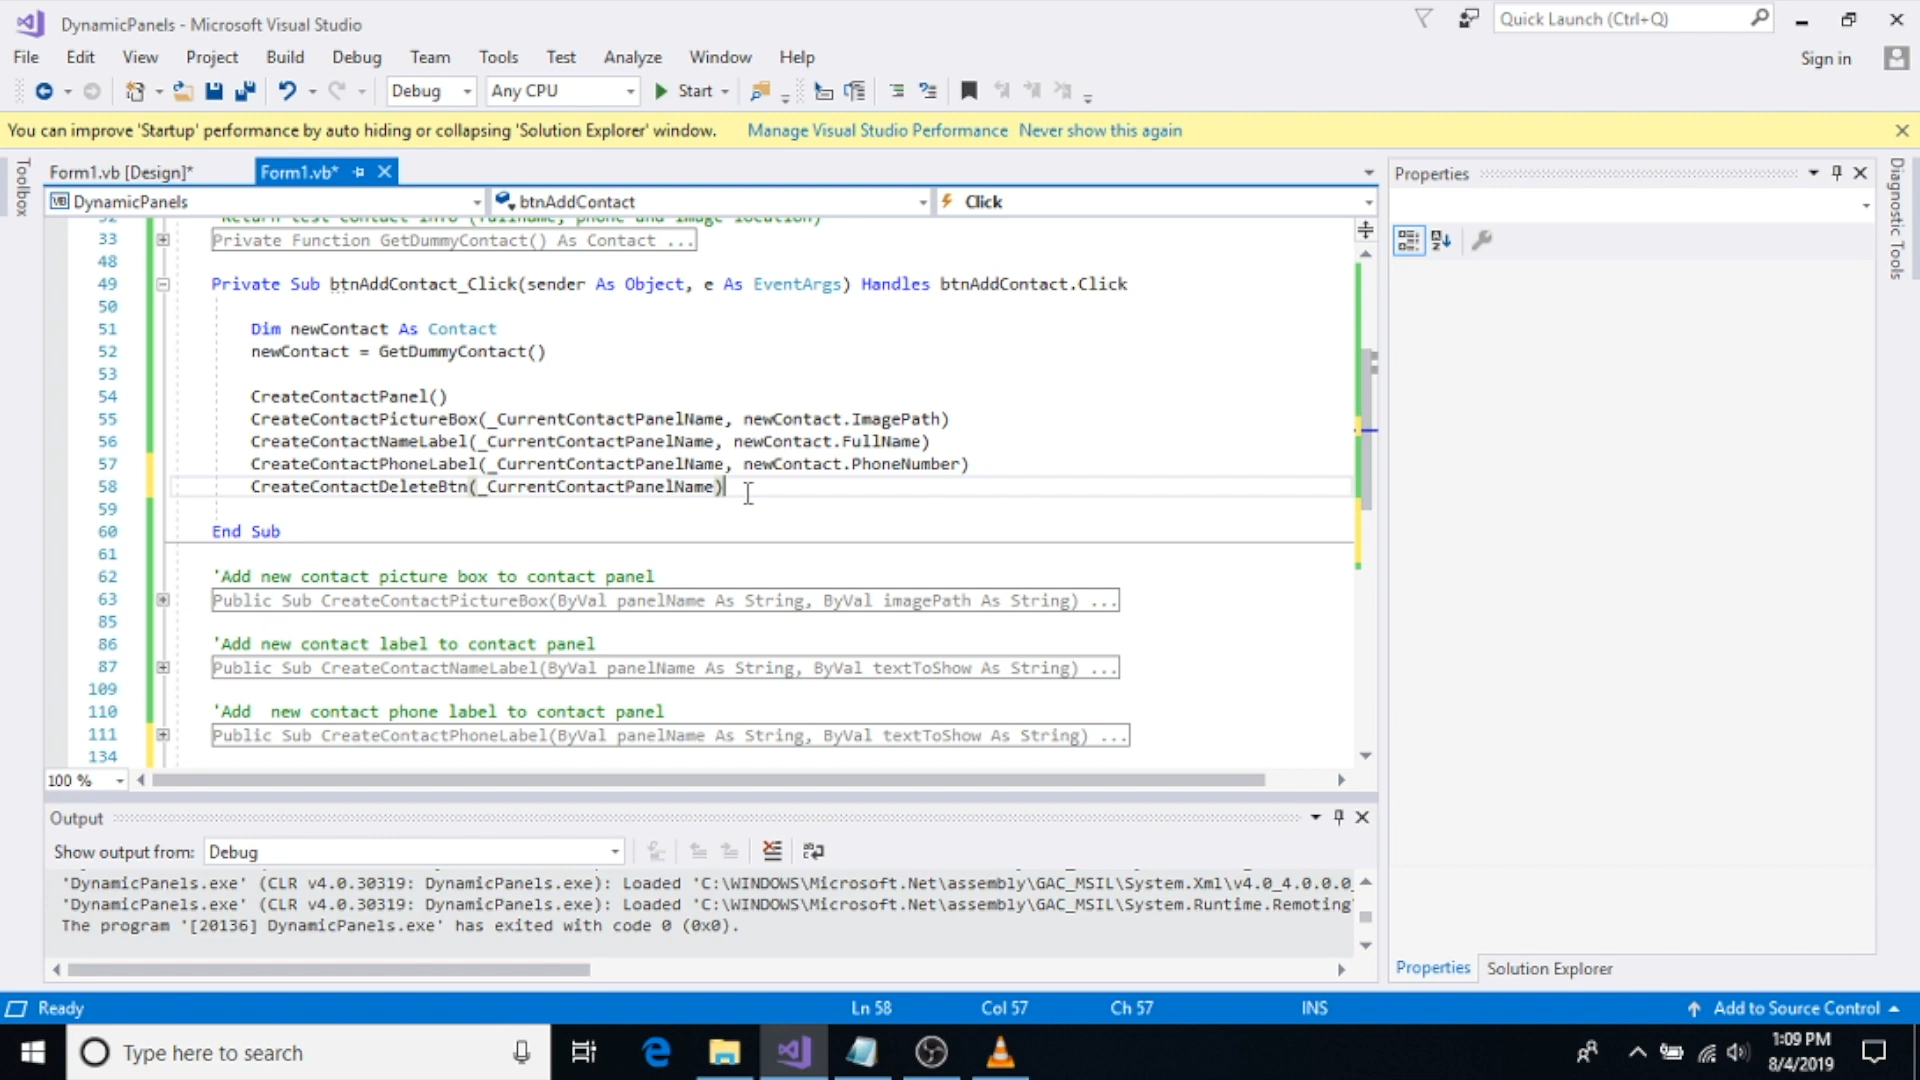 DynamicPanels - Microsoft Visual Studio
Quick Launch (Ctrl+Q)
File Edit View Project Build Debug Team Tools Test Analyze Window Help
Sign in
Debug Any CPU Start
You can improve 'Startup' performance by auto hiding or collapsing 'Solution Explorer' window. Manage Visual Studio Performance Never show this again
Toolbox
Form1.vb [Design]* Form1.vb*
DynamicPanels btnAddContact Click
32 'Return test contact info (fullname, phone and image location)
33 Private Function GetDummyContact() As Contact ...
48
49 Private Sub btnAddContact_Click(sender As Object, e As EventArgs) Handles btnAddContact.Click
50
51 Dim newContact As Contact
52 newContact = GetDummyContact()
53
54 CreateContactPanel()
55 CreateContactPictureBox(_CurrentContactPanelName, newContact.ImagePath)
56 CreateContactNameLabel(_CurrentContactPanelName, newContact.FullName)
57 CreateContactPhoneLabel(_CurrentContactPanelName, newContact.PhoneNumber)
58 CreateContactDeleteBtn(_CurrentContactPanelName)
59
60 End Sub
61
62 'Add new contact picture box to contact panel
63 Public Sub CreateContactPictureBox(ByVal panelName As String, ByVal imagePath As String) ...
85
86 'Add new contact label to contact panel
87 Public Sub CreateContactNameLabel(ByVal panelName As String, ByVal textToShow As String) ...
109
110 'Add  new contact phone label to contact panel
111 Public Sub CreateContactPhoneLabel(ByVal panelName As String, ByVal textToShow As String) ...
134
100 %
Output
Show output from: Debug
'DynamicPanels.exe' (CLR v4.0.30319: DynamicPanels.exe): Loaded 'C:\WINDOWS\Microsoft.Net\assembly\GAC_MSIL\System.Xml\v4.0_4.0.0.0_
'DynamicPanels.exe' (CLR v4.0.30319: DynamicPanels.exe): Loaded 'C:\WINDOWS\Microsoft.Net\assembly\GAC_MSIL\System.Runtime.Remoting
The program '[20136] DynamicPanels.exe' has exited with code 0 (0x0).
Properties
Diagnostic Tools
Properties Solution Explorer
Ready Ln 58 Col 57 Ch 57 INS Add to Source Control
Type here to search
1:09 PM
8/4/2019